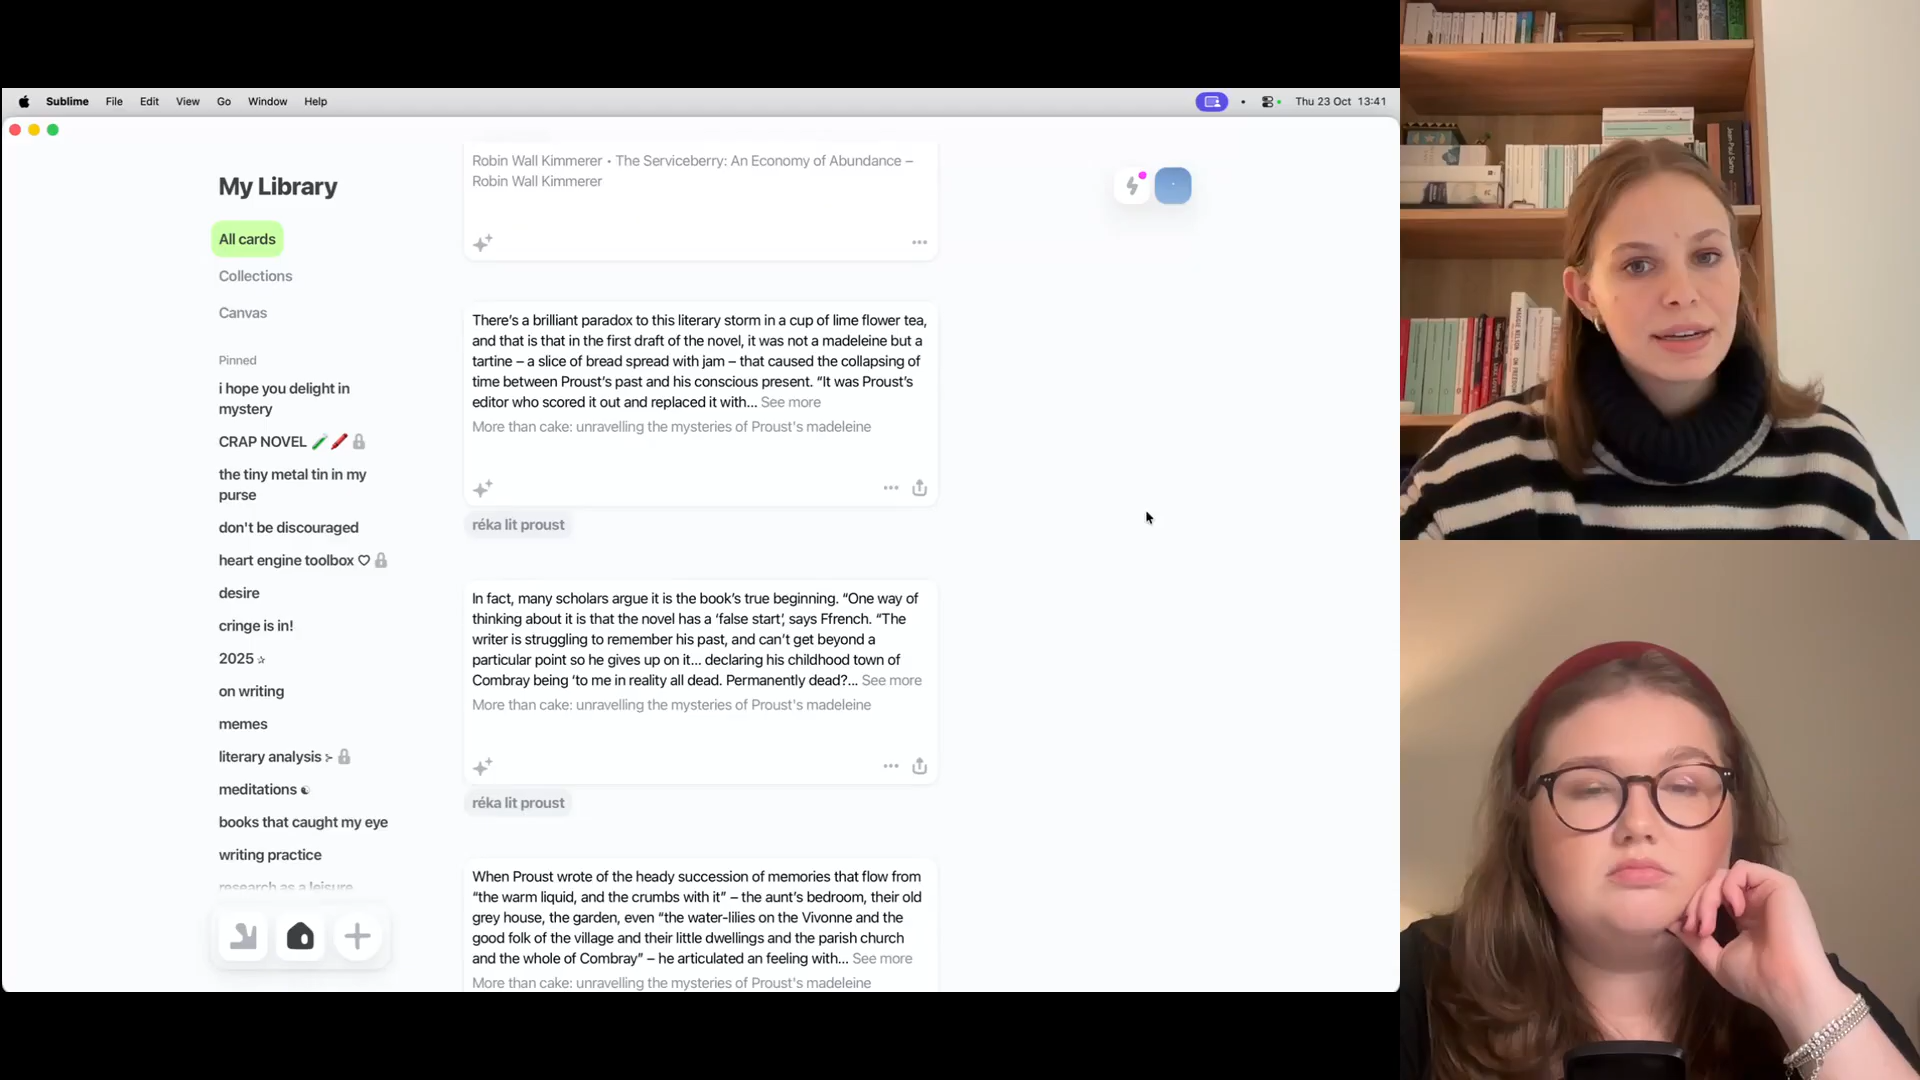 Sublime File Edit View Go Window Help
Thu 23 Oct 13:41
My Library
All cards
Collections
Canvas
Pinned
i hope you delight in
mystery
CRAP NOVEL
the tiny metal tin in my
purse
don't be discouraged
heart engine toolbox ♡
desire
cringe is in!
2025 ☆
on writing
memes
literary analysis
meditations ☯
books that caught my eye
writing practice
research as a leisure
Robin Wall Kimmerer • The Serviceberry: An Economy of Abundance –
Robin Wall Kimmerer
There’s a brilliant paradox to this literary storm in a cup of lime flower tea,
and that is that in the first draft of the novel, it was not a madeleine but a
tartine – a slice of bread spread with jam – that caused the collapsing of
time between Proust’s past and his conscious present. “It was Proust’s
editor who scored it out and replaced it with... See more
More than cake: unravelling the mysteries of Proust's madeleine
réka lit proust
In fact, many scholars argue it is the book’s true beginning. “One way of
thinking about it is that the novel has a ‘false start’, says Ffrench. “The
writer is struggling to remember his past, and can’t get beyond a
particular point so he gives up on it... declaring his childhood town of
Combray being ‘to me in reality all dead. Permanently dead?... See more
More than cake: unravelling the mysteries of Proust's madeleine
réka lit proust
When Proust wrote of the heady succession of memories that flow from
“the warm liquid, and the crumbs with it” – the aunt’s bedroom, their old
grey house, the garden, even “the water-lilies on the Vivonne and the
good folk of the village and their little dwellings and the parish church
and the whole of Combray” – he articulated an feeling with... See more
More than cake: unravelling the mysteries of Proust's madeleine
Jean-Paul Sartre
MAGGIE NELSON ON FREEDOM